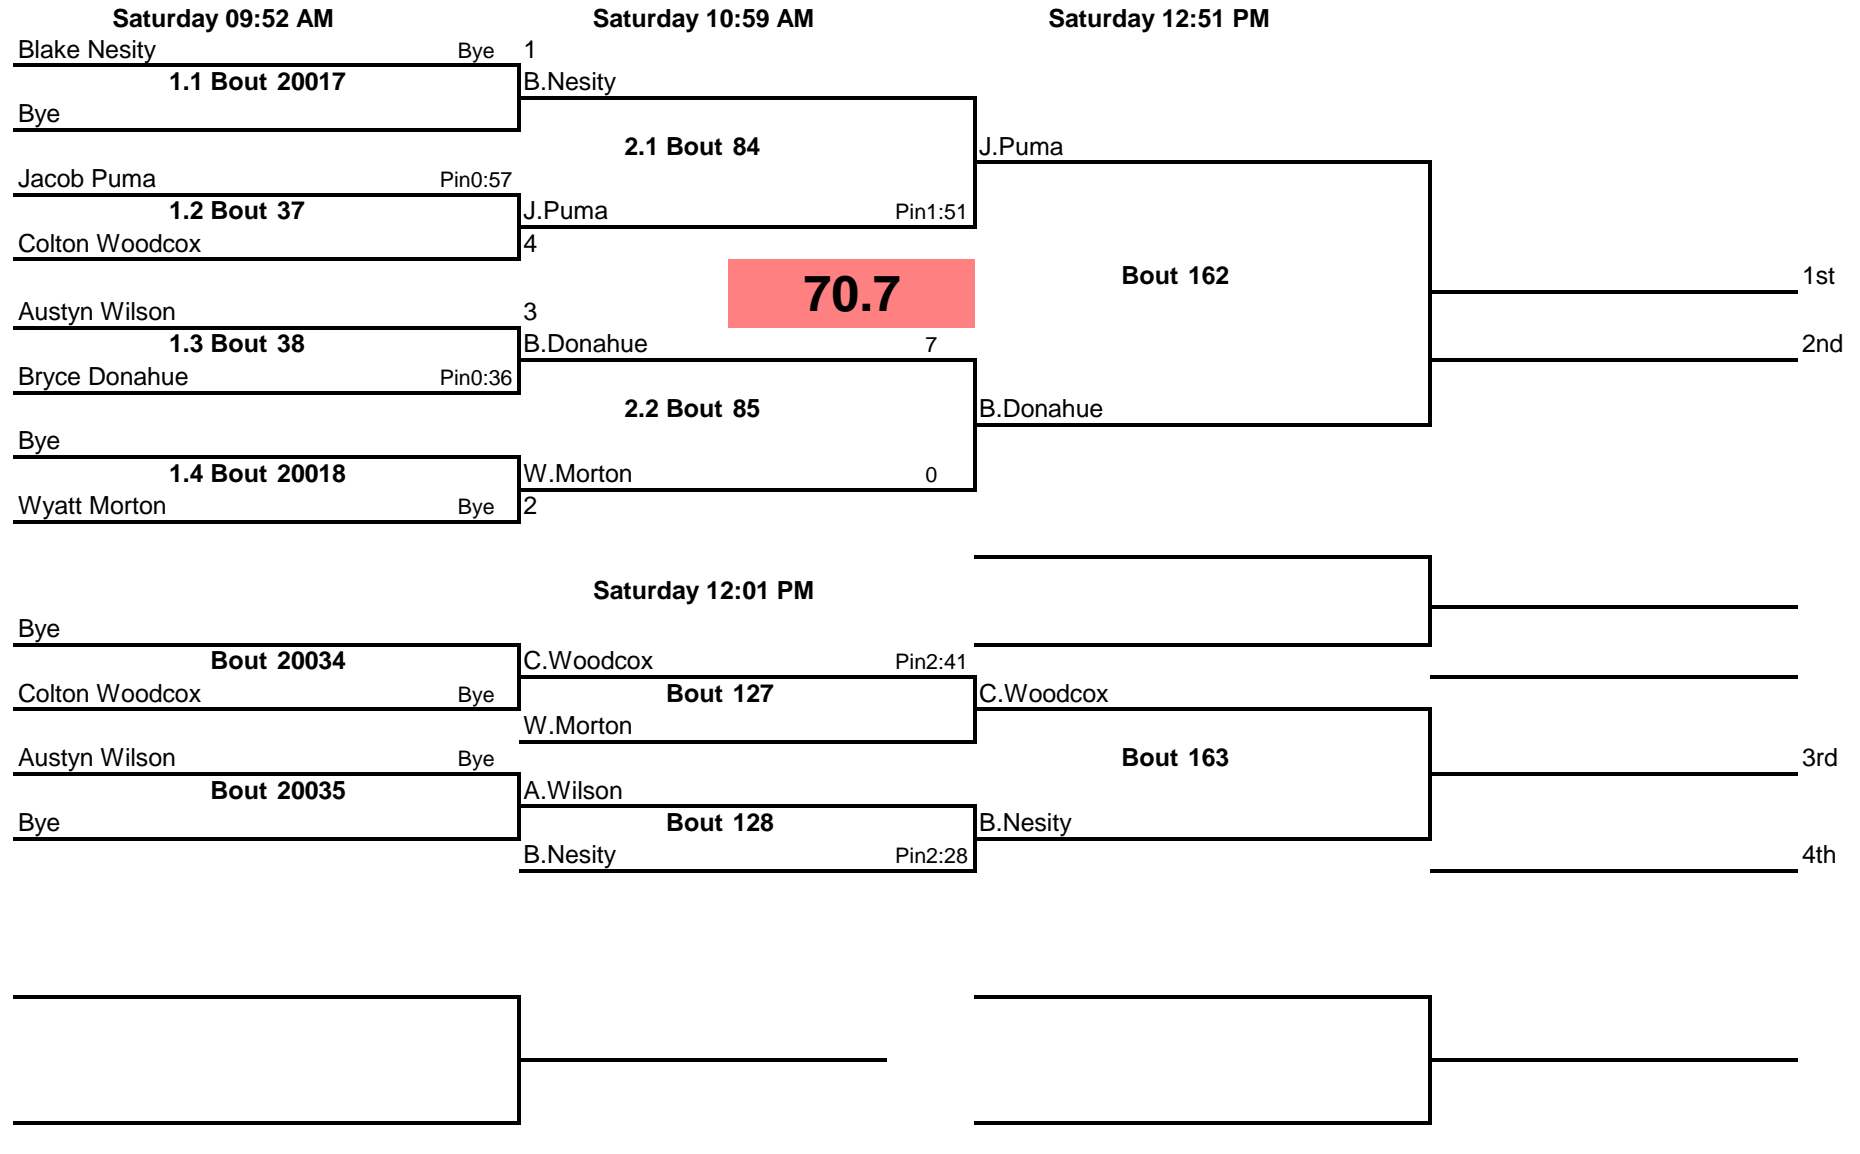 Saturday 09:52 AM Saturday 10:59 AM Saturday 12:51 PM
Blake Nesity Bye 1
1.1 Bout 20017 B.Nesity
Bye
2.1 Bout 84 J.Puma
Jacob Puma Pin0:57
1.2 Bout 37 J.Puma Pin1:51
Colton Woodcox 4
70.7 Bout 162 1st
Austyn Wilson 3
1.3 Bout 38 B.Donahue 7 2nd
Bryce Donahue Pin0:36
2.2 Bout 85 B.Donahue
Bye
1.4 Bout 20018 W.Morton 0
Wyatt Morton Bye 2
Saturday 12:01 PM
Bye
Bout 20034 C.Woodcox Pin2:41
Colton Woodcox Bye Bout 127 C.Woodcox
W.Morton
Austyn Wilson Bye Bout 163 3rd
Bout 20035 A.Wilson
Bye Bout 128 B.Nesity
B.Nesity Pin2:28 4th